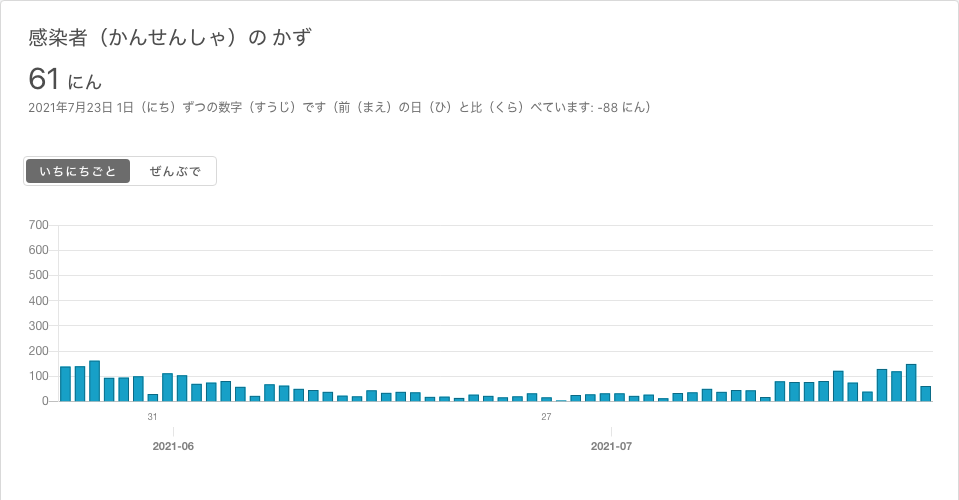 感染者（かんせんしゃ）の かず
61 にん
2021年7月23日 1日（にち）ずつの数字（すうじ）です（前（まえ）の日（ひ）と比（くら）べています: -88 にん）
いちにちごと ぜんぶで
700
600
500
400
300
200
100
0
31 27
2021-06 2021-07